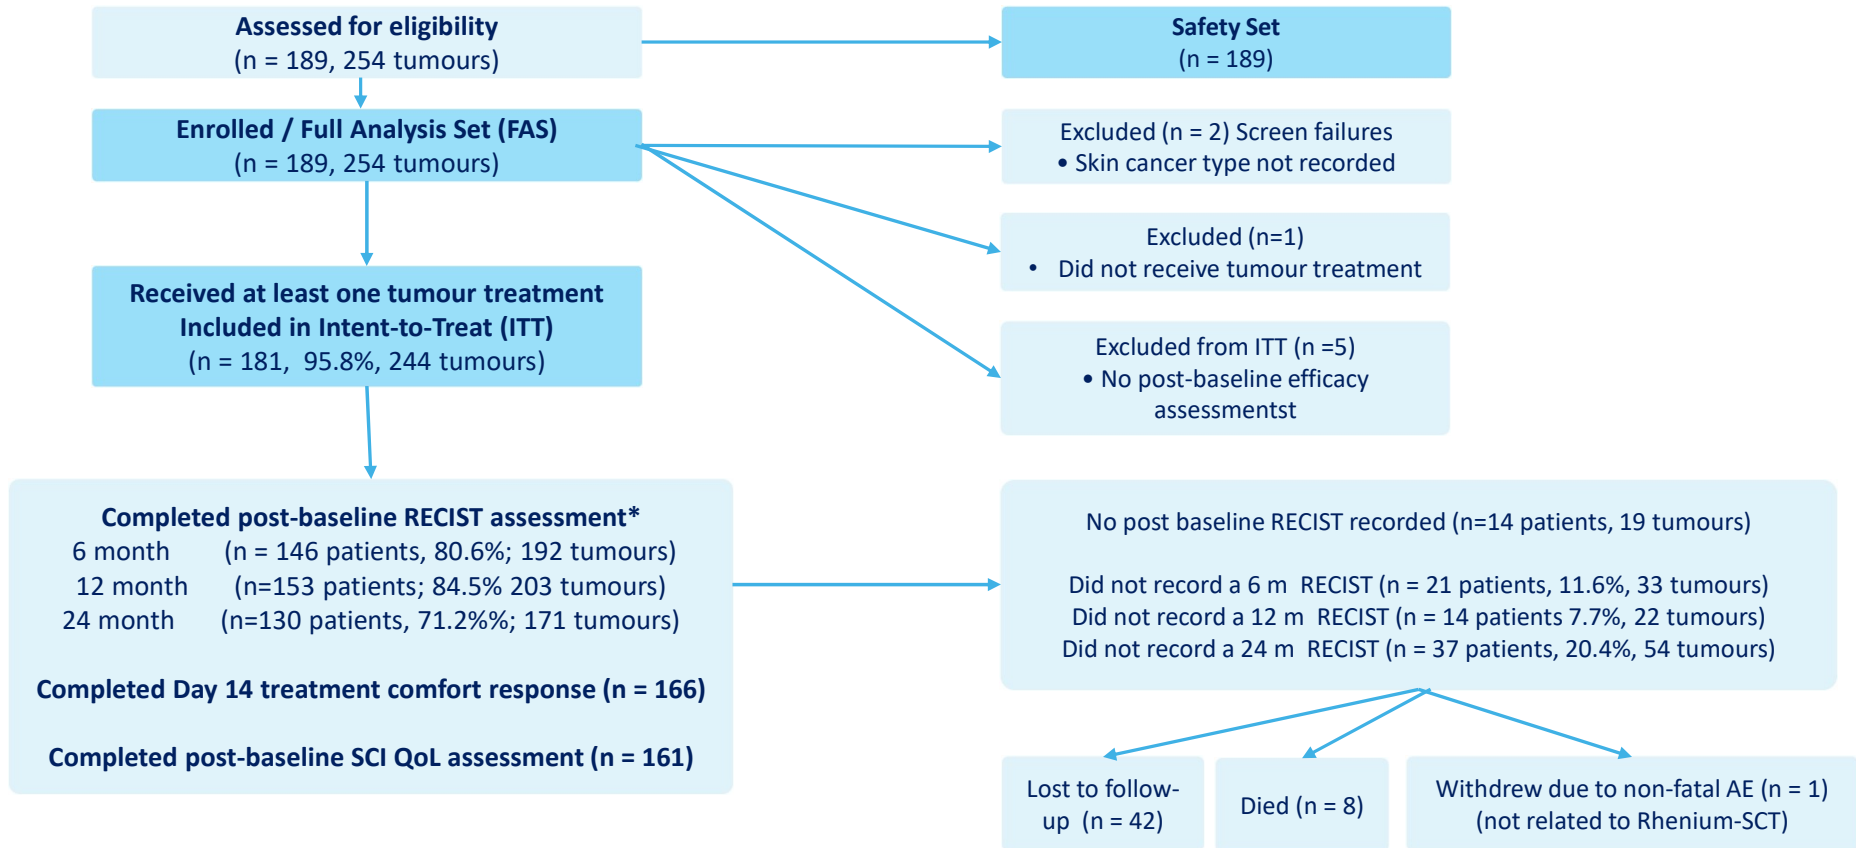 Assessed for eligibility
(n = 189, 254 tumours)
Safety Set
(n = 189)
Enrolled / Full Analysis Set (FAS)
(n = 189, 254 tumours)
Excluded (n = 2) Screen failures
• Skin cancer type not recorded
Excluded (n=1)
• Did not receive tumour treatment
Received at least one tumour treatment
Included in Intent-to-Treat (ITT)
(n = 181, 95.8%, 244 tumours)
Excluded from ITT (n =5)
• No post-baseline efficacy
assessmentst
Completed post-baseline RECIST assessment*
6 month (n = 146 patients, 80.6%; 192 tumours)
12 month (n=153 patients; 84.5% 203 tumours)
24 month (n=130 patients, 71.2%%; 171 tumours)
Completed Day 14 treatment comfort response (n = 166)
Completed post-baseline SCI QoL assessment (n = 161)
No post baseline RECIST recorded (n=14 patients, 19 tumours)
Did not record a 6 m RECIST (n = 21 patients, 11.6%, 33 tumours)
Did not record a 12 m RECIST (n = 14 patients 7.7%, 22 tumours)
Did not record a 24 m RECIST (n = 37 patients, 20.4%, 54 tumours)
Lost to follow-
up (n = 42)
Died (n = 8)
Withdrew due to non-fatal AE (n = 1)
(not related to Rhenium-SCT)